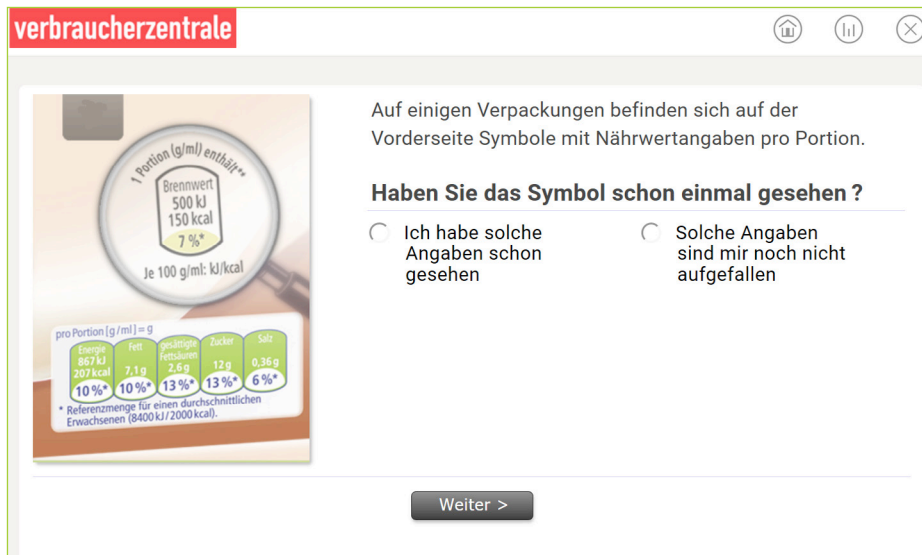 verbraucherzentrale
1 Portion (g/ml) enthält**
Brennwert
500 kJ
150 kcal
7 %*
Je 100 g/ml: kJ/kcal
pro Portion [g/ml] = g
Energie
867 kJ
207 kcal
10 %*
Fett
7,1 g
10 %*
gesättigte
Fettsäuren
2,6 g
13 %*
Zucker
12 g
13 %*
Salz
0,36 g
6 %*
* Referenzmenge für einen durchschnittlichen
Erwachsenen (8400 kJ/2000 kcal).
Auf einigen Verpackungen befinden sich auf der
Vorderseite Symbole mit Nährwertangaben pro Portion.
Haben Sie das Symbol schon einmal gesehen ?
Ich habe solche
Angaben schon
gesehen
Solche Angaben
sind mir noch nicht
aufgefallen
Weiter >